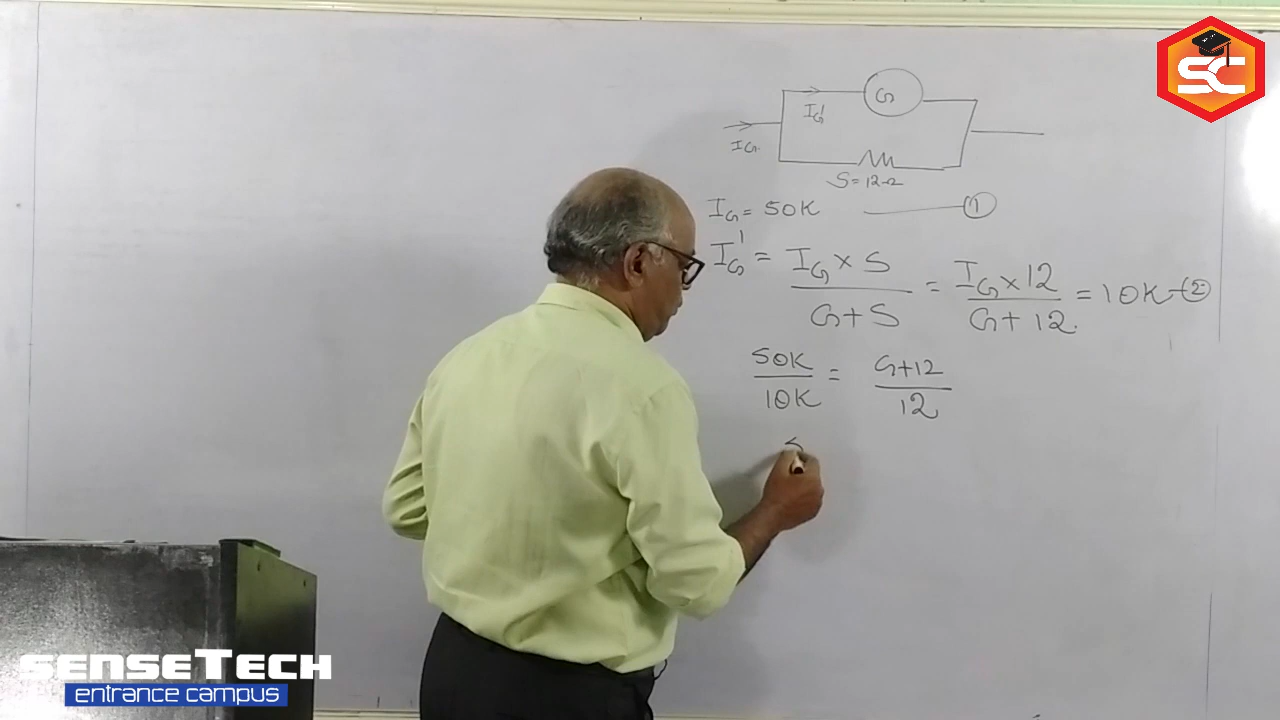 SC
G
IG'
IG
S = 12Ω
IG = 50K ——— ①
IG' = IG × S / G + S = IG × 12 / G + 12 = 10K —②
50K / 10K = G+12 / 12
5
SENSETECH
entrance campus